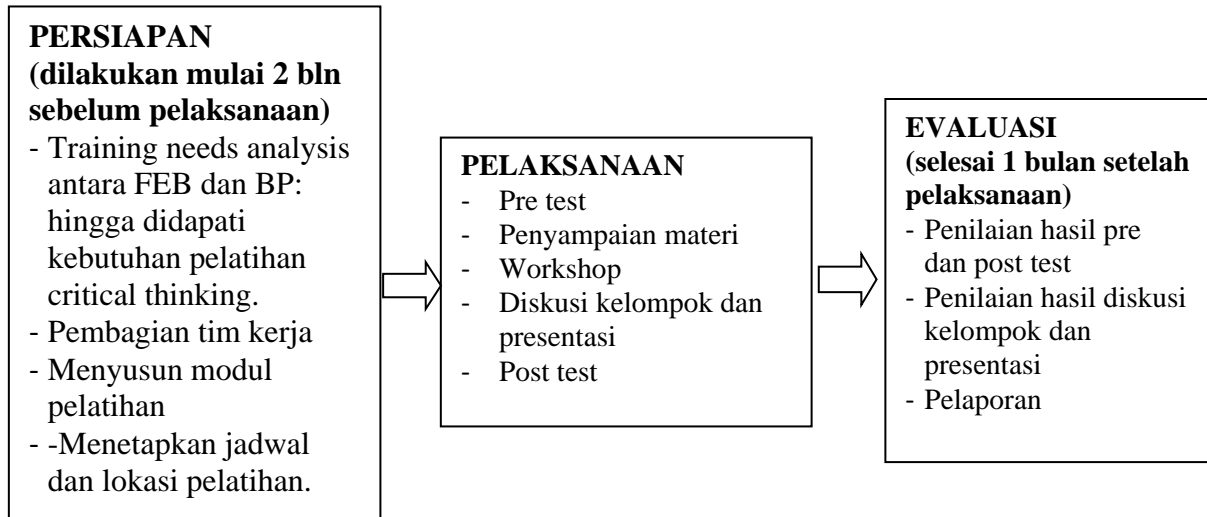 PERSIAPAN
(dilakukan mulai 2 bln
sebelum pelaksanaan)
- Training needs analysis
antara FEB dan BP:
hingga didapati
kebutuhan pelatihan
critical thinking.
- Pembagian tim kerja
- Menyusun modul
pelatihan
- -Menetapkan jadwal
dan lokasi pelatihan.
PELAKSANAAN
- Pre test
- Penyampaian materi
- Workshop
- Diskusi kelompok dan
presentasi
- Post test
EVALUASI
(selesai 1 bulan setelah
pelaksanaan)
- Penilaian hasil pre
dan post test
- Penilaian hasil diskusi
kelompok dan
presentasi
- Pelaporan